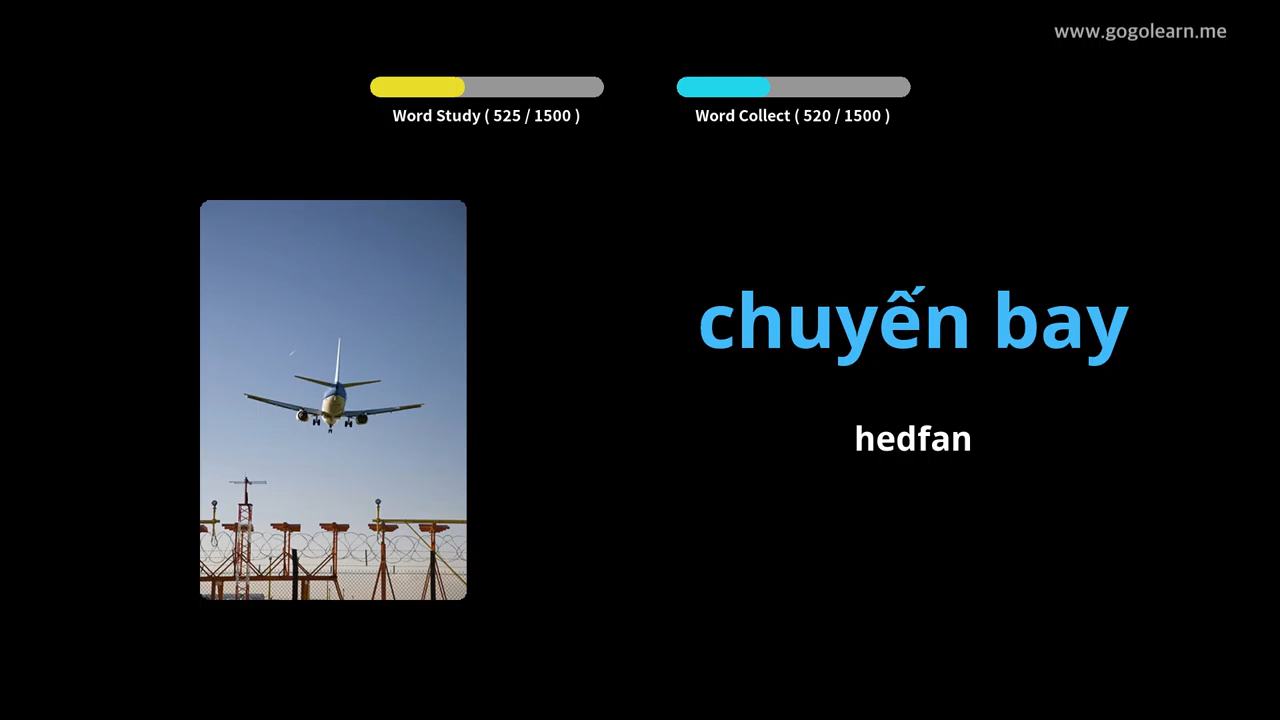 www.gogolearn.me
Word Study ( 525 / 1500 )
Word Collect ( 520 / 1500 )
chuyến bay
hedfan